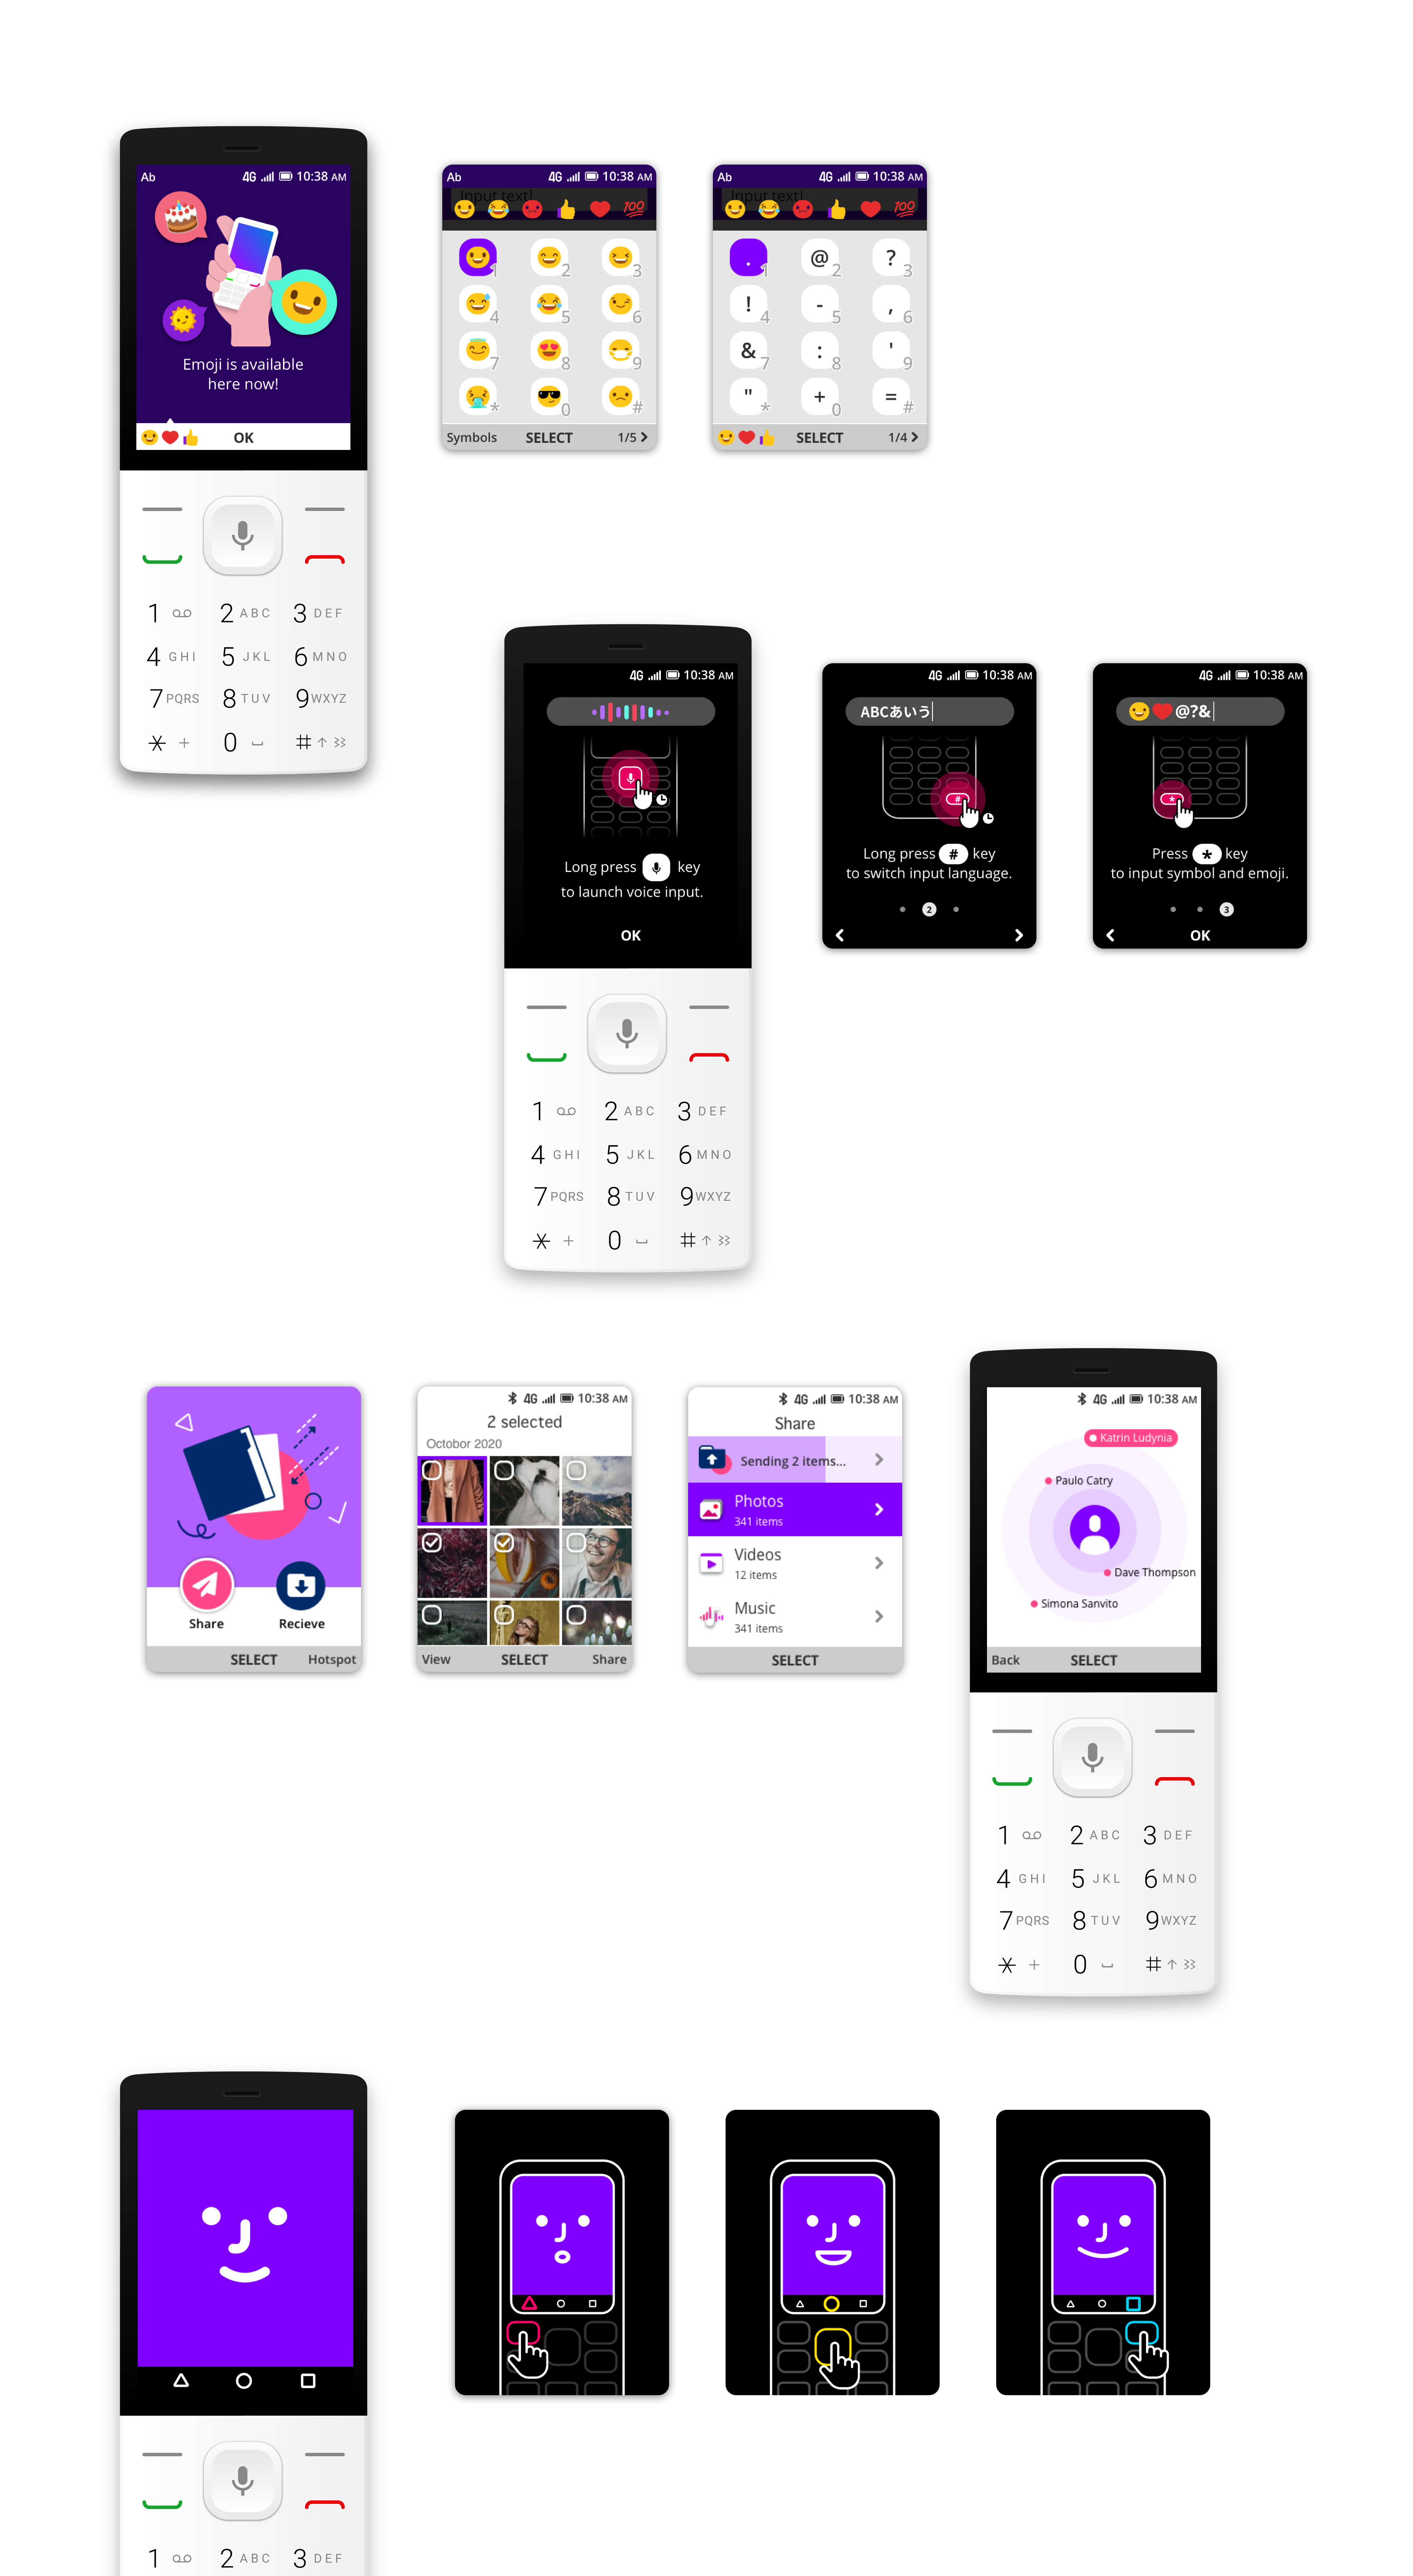 Ab 4G 10:38 AM
Emoji is available
here now!
OK
1 2 ABC 3 DEF
4 GHI 5 JKL 6 MNO
7 PQRS 8 TUV 9 WXYZ
* + 0 #
Ab 4G 10:38 AM
Input text!
100
1 2 3
4 5 6
7 8 9
* 0 #
Symbols SELECT 1/5
Ab 4G 10:38 AM
Input text!
100
. 1 @ 2 ? 3
! 4 - 5 , 6
& 7 : 8 ' 9
" * + 0 = #
SELECT 1/4
4G 10:38 AM
Long press key
to launch voice input.
OK
1 2 ABC 3 DEF
4 GHI 5 JKL 6 MNO
7 PQRS 8 TUV 9 WXYZ
* + 0 #
4G 10:38 AM
ABCあいう
#
Long press # key
to switch input language.
2
4G 10:38 AM
@?&
*
Press * key
to input symbol and emoji.
3
OK
Share Recieve
SELECT Hotspot
4G 10:38 AM
2 selected
Octobor 2020
View SELECT Share
4G 10:38 AM
Share
Sending 2 items...
Photos
341 items
Videos
12 items
Music
341 items
SELECT
4G 10:38 AM
Katrin Ludynia
Paulo Catry
Dave Thompson
Simona Sanvito
Back SELECT
1 2 ABC 3 DEF
4 GHI 5 JKL 6 MNO
7 PQRS 8 TUV 9 WXYZ
* + 0 #
1 2 ABC 3 DEF